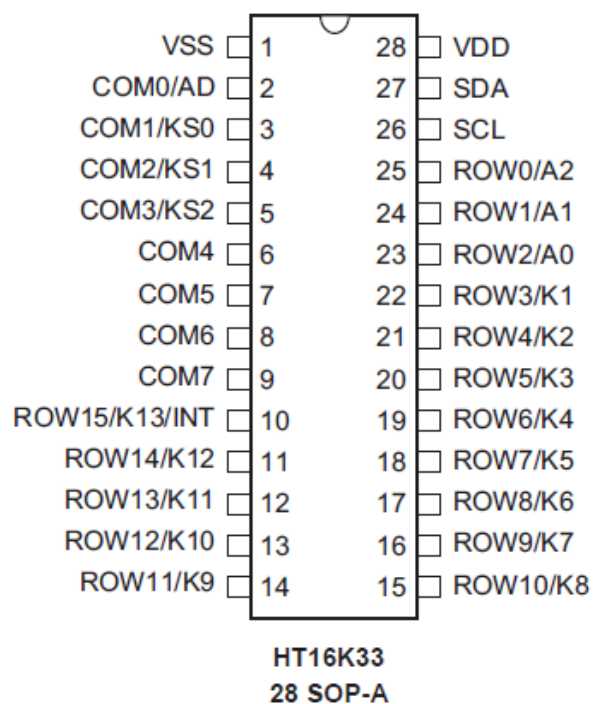 VSS 1 28 VDD
COM0/AD 2 27 SDA
COM1/KS0 3 26 SCL
COM2/KS1 4 25 ROW0/A2
COM3/KS2 5 24 ROW1/A1
COM4 6 23 ROW2/A0
COM5 7 22 ROW3/K1
COM6 8 21 ROW4/K2
COM7 9 20 ROW5/K3
ROW15/K13/INT 10 19 ROW6/K4
ROW14/K12 11 18 ROW7/K5
ROW13/K11 12 17 ROW8/K6
ROW12/K10 13 16 ROW9/K7
ROW11/K9 14 15 ROW10/K8
HT16K33
28 SOP-A